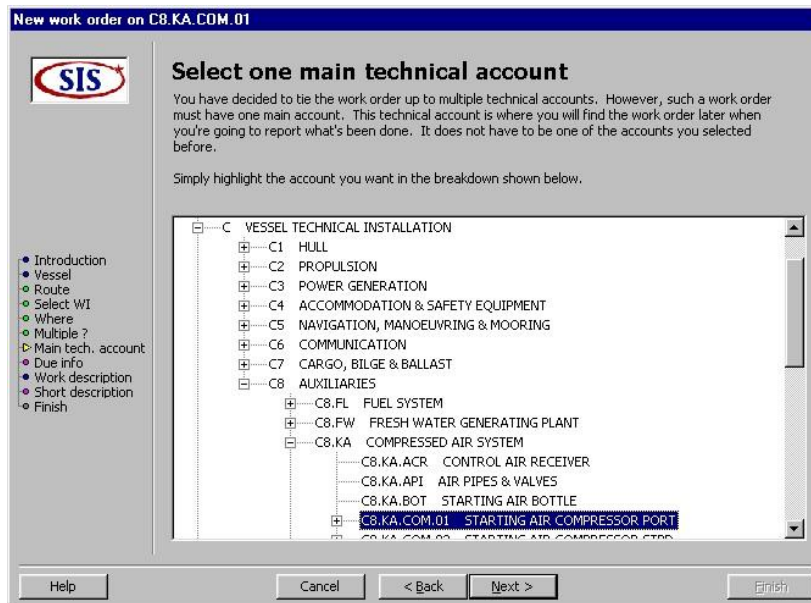 New work order on C8.KA.COM.01
SIS
Select one main technical account
You have decided to tie the work order up to multiple technical accounts. However, such a work order
must have one main account. This technical account is where you will find the work order later when
you're going to report what's been done. It does not have to be one of the accounts you selected
before.
Simply highlight the account you want in the breakdown shown below.
Introduction
Vessel
Route
Select WI
Where
Multiple ?
Main tech. account
Due info
Work description
Short description
Finish
C VESSEL TECHNICAL INSTALLATION
C1 HULL
C2 PROPULSION
C3 POWER GENERATION
C4 ACCOMMODATION & SAFETY EQUIPMENT
C5 NAVIGATION, MANOEUVRING & MOORING
C6 COMMUNICATION
C7 CARGO, BILGE & BALLAST
C8 AUXILIARIES
C8.FL FUEL SYSTEM
C8.FW FRESH WATER GENERATING PLANT
C8.KA COMPRESSED AIR SYSTEM
C8.KA.ACR CONTROL AIR RECEIVER
C8.KA.API AIR PIPES & VALVES
C8.KA.BOT STARTING AIR BOTTLE
C8.KA.COM.01 STARTING AIR COMPRESSOR PORT
C8.KA.COM.02 STARTING AIR COMPRESSOR STBD
Help
Cancel
< Back
Next >
Finish